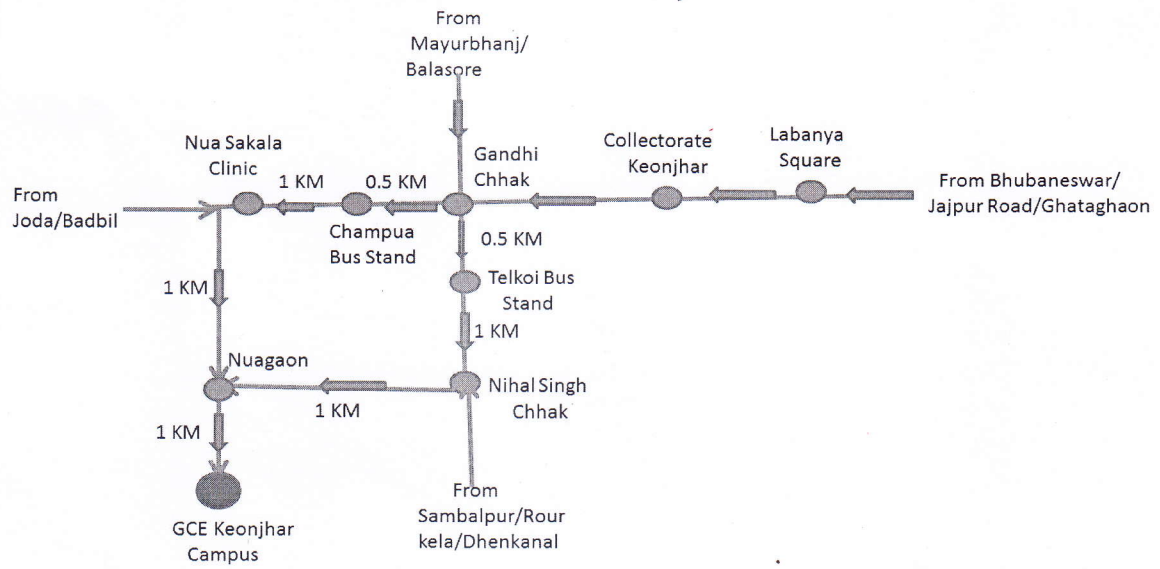 From
Mayurbhanj/
Balasore
Nua Sakala
Clinic
Gandhi
Chhak
Collectorate
Keonjhar
Labanya
Square
From
Joda/Badbil
1 KM
0.5 KM
From Bhubaneswar/
Jajpur Road/Ghataghaon
Champua
Bus Stand
0.5 KM
Telkoi Bus
Stand
1 KM
1 KM
Nuagaon
Nihal Singh
Chhak
1 KM
1 KM
GCE Keonjhar
Campus
From
Sambalpur/Rour
kela/Dhenkanal